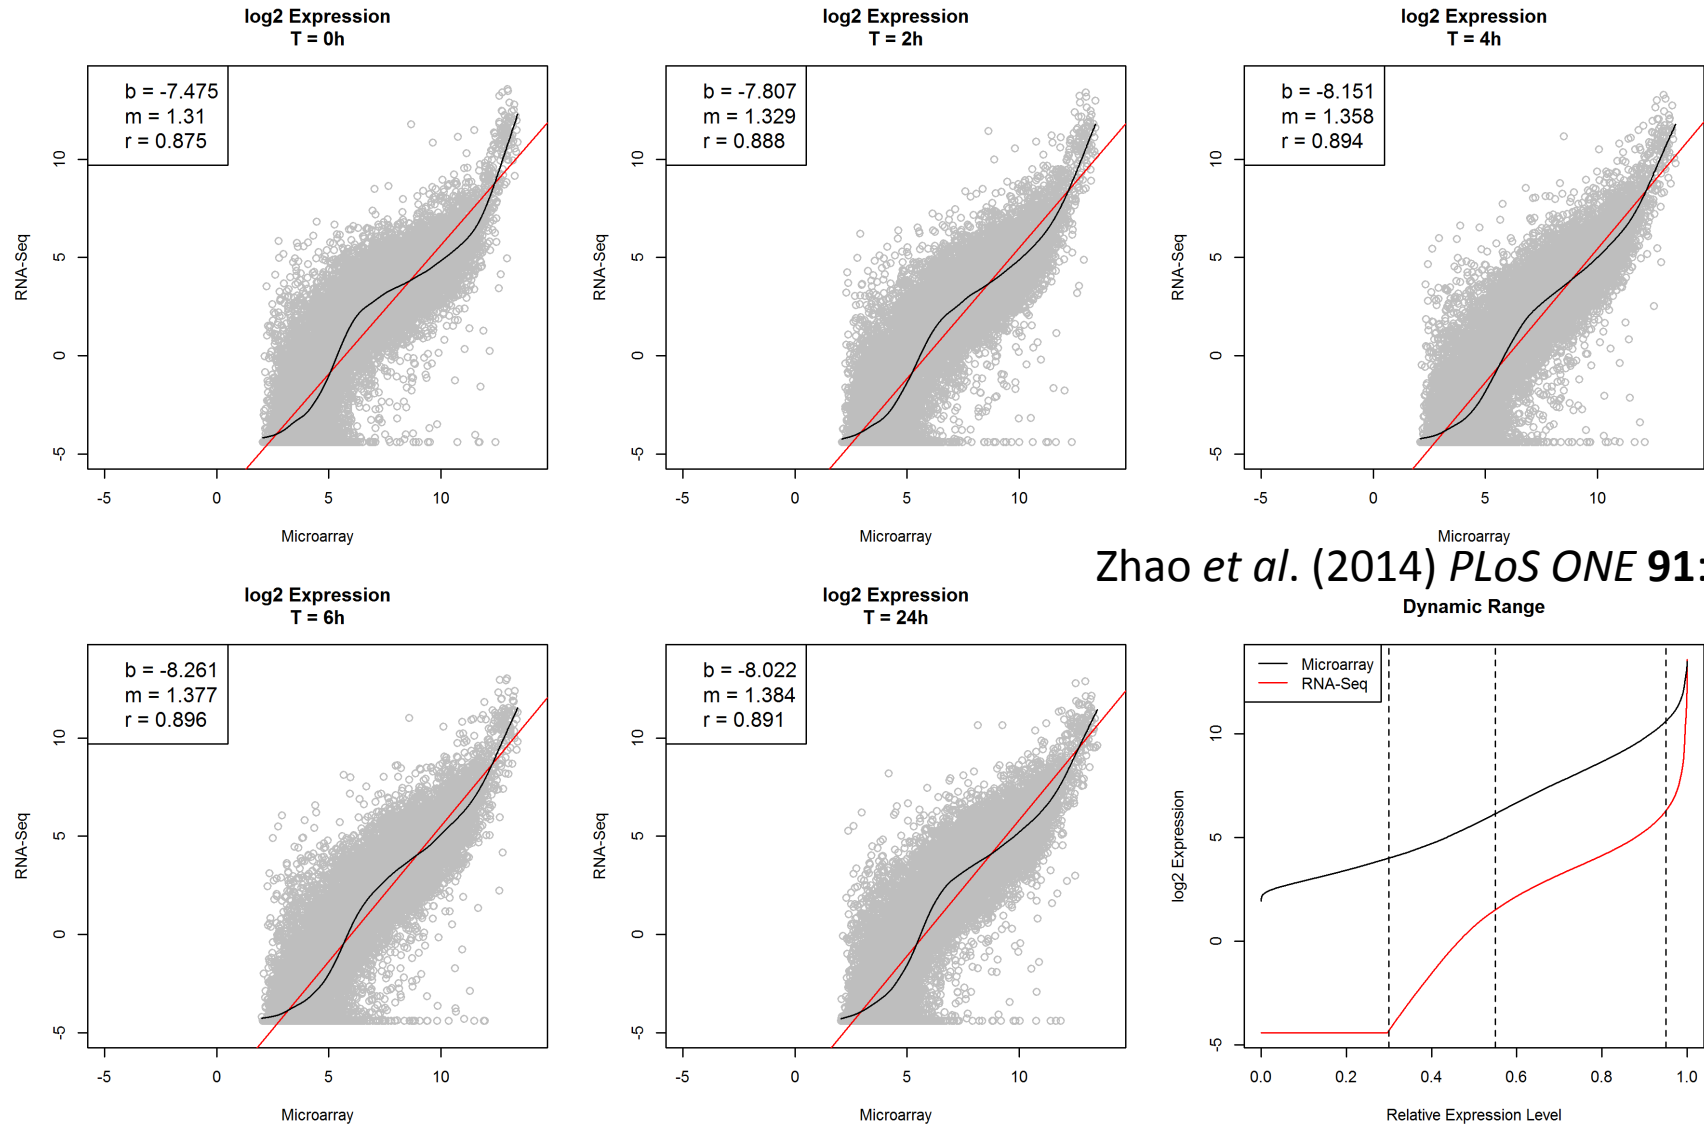 log2 Expression
T = 0h
b = -7.475
m = 1.31
r = 0.875
10
5
0
-5
RNA-Seq
-5 0 5 10
Microarray
log2 Expression
T = 2h
b = -7.807
m = 1.329
r = 0.888
10
5
0
-5
RNA-Seq
-5 0 5 10
Microarray
log2 Expression
T = 4h
b = -8.151
m = 1.358
r = 0.894
10
5
0
-5
RNA-Seq
-5 0 5 10
Microarray
Zhao et al. (2014) PLoS ONE 91:
log2 Expression
T = 6h
b = -8.261
m = 1.377
r = 0.896
10
5
0
-5
RNA-Seq
-5 0 5 10
Microarray
log2 Expression
T = 24h
b = -8.022
m = 1.384
r = 0.891
10
5
0
-5
RNA-Seq
-5 0 5 10
Microarray
Dynamic Range
Microarray
RNA-Seq
10
5
0
-5
log2 Expression
0.0 0.2 0.4 0.6 0.8 1.0
Relative Expression Level